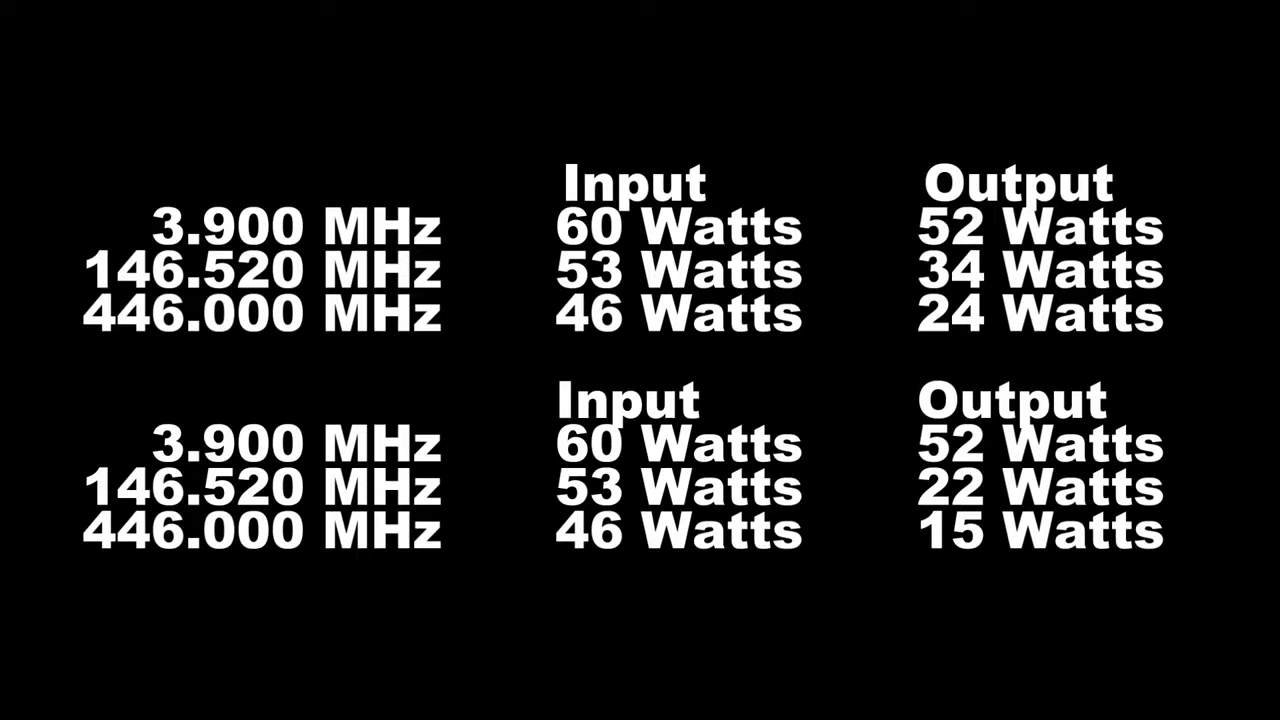 Input Output
3.900 MHz 60 Watts 52 Watts
146.520 MHz 53 Watts 34 Watts
446.000 MHz 46 Watts 24 Watts
Input Output
3.900 MHz 60 Watts 52 Watts
146.520 MHz 53 Watts 22 Watts
446.000 MHz 46 Watts 15 Watts